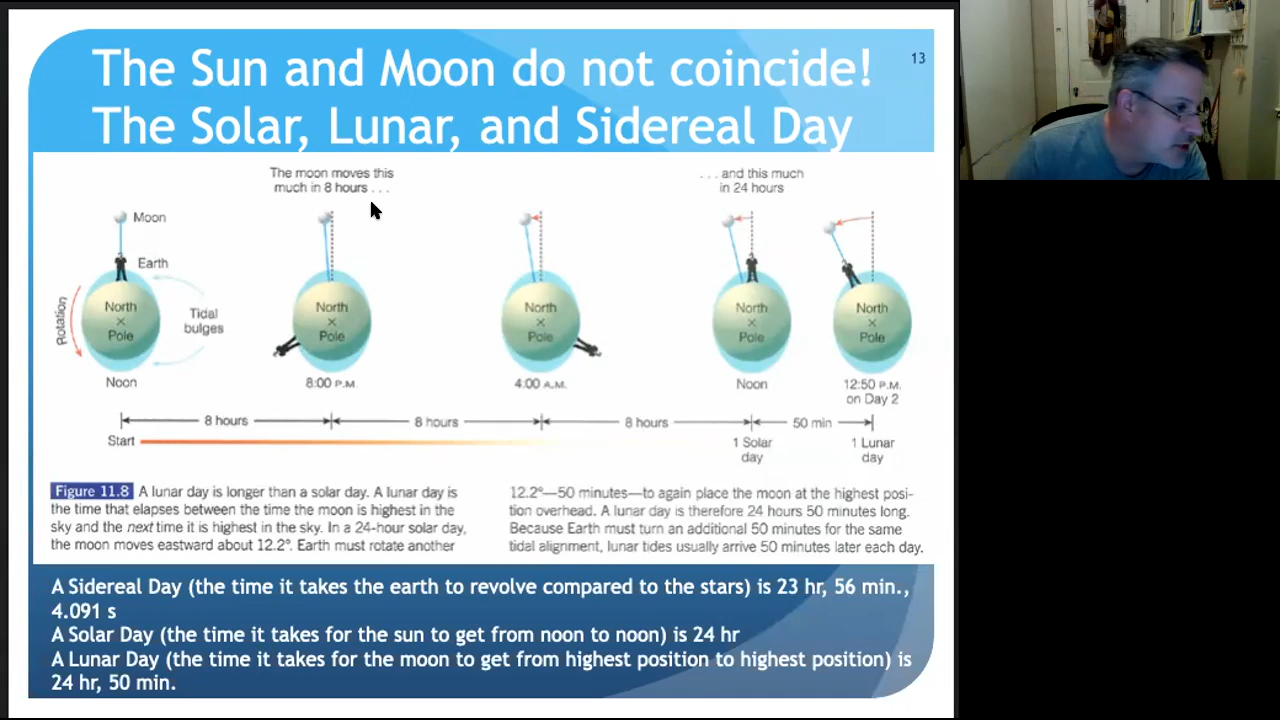 The Sun and Moon do not coincide!
The Solar, Lunar, and Sidereal Day
13
The moon moves this
much in 8 hours . . .
. . . and this much
in 24 hours
Moon
Earth
Rotation
North
×
Pole
Tidal
bulges
North
×
Pole
North
×
Pole
North
×
Pole
North
×
Pole
Noon
8:00 P.M.
4:00 A.M.
Noon
12:50 P.M.
on Day 2
8 hours
8 hours
8 hours
50 min
Start
1 Solar
day
1 Lunar
day
Figure 11.8 A lunar day is longer than a solar day. A lunar day is
the time that elapses between the time the moon is highest in the
sky and the next time it is highest in the sky. In a 24-hour solar day,
the moon moves eastward about 12.2°. Earth must rotate another
12.2°—50 minutes—to again place the moon at the highest posi-
tion overhead. A lunar day is therefore 24 hours 50 minutes long.
Because Earth must turn an additional 50 minutes for the same
tidal alignment, lunar tides usually arrive 50 minutes later each day.
A Sidereal Day (the time it takes the earth to revolve compared to the stars) is 23 hr, 56 min.,
4.091 s
A Solar Day (the time it takes for the sun to get from noon to noon) is 24 hr
A Lunar Day (the time it takes for the moon to get from highest position to highest position) is
24 hr, 50 min.